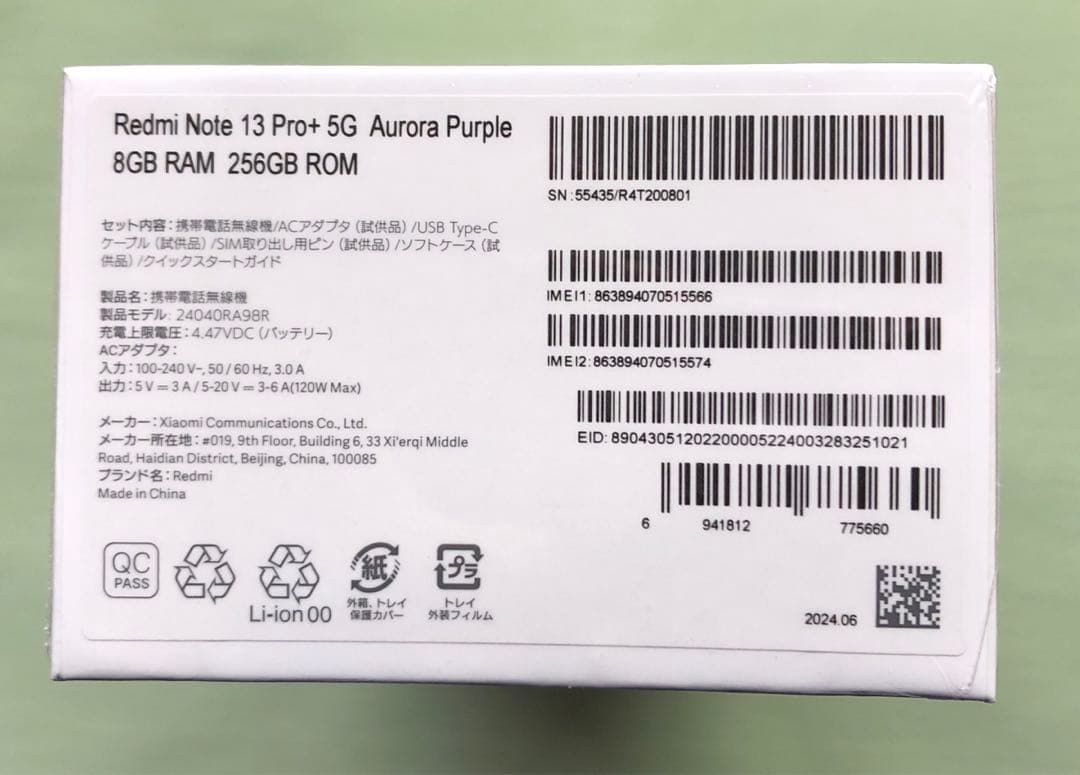 Redmi Note 13 Pro+ 5G Aurora Purple
8GB RAM 256GB ROM
セット内容：携帯電話無線機/ACアダプタ（試供品）/USB Type-C
ケーブル（試供品）/SIM取り出し用ピン（試供品）/ソフトケース（試
供品）/クイックスタートガイド
製品名：携帯電話無線機
製品モデル: 24040RA98R
充電上限電圧：4.47VDC（バッテリー）
ACアダプタ：
入力：100-240 V~, 50 / 60 Hz, 3.0 A
出力：5 V = 3 A / 5-20 V = 3-6 A(120W Max)
メーカー：Xiaomi Communications Co., Ltd.
メーカー所在地：#019, 9th Floor, Building 6, 33 Xi'erqi Middle
Road, Haidian District, Beijing, China, 100085
ブランド名：Redmi
Made in China
QC
PASS
Li-ion 00
紙
外箱、トレイ
保護カバー
プラ
トレイ
外装フィルム
SN:55435/R4T200801
IMEI1:863894070515566
IMEI2:863894070515574
EID:89043051202200005224003283251021
6 941812 775660
2024.06